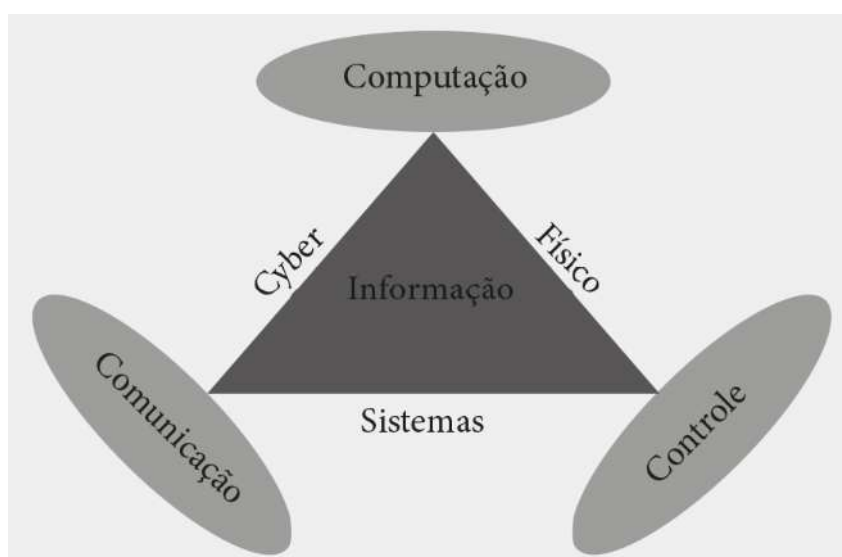 Computação
Cyber
Físico
Informação
Comunicação
Sistemas
Controle